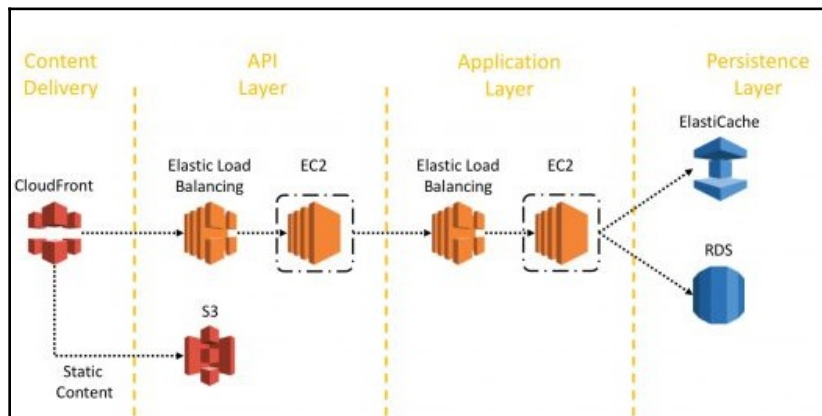 Content
Delivery
API
Layer
Application
Layer
Persistence
Layer
CloudFront
Elastic Load
Balancing
EC2
Elastic Load
Balancing
EC2
ElastiCache
RDS
S3
Static
Content